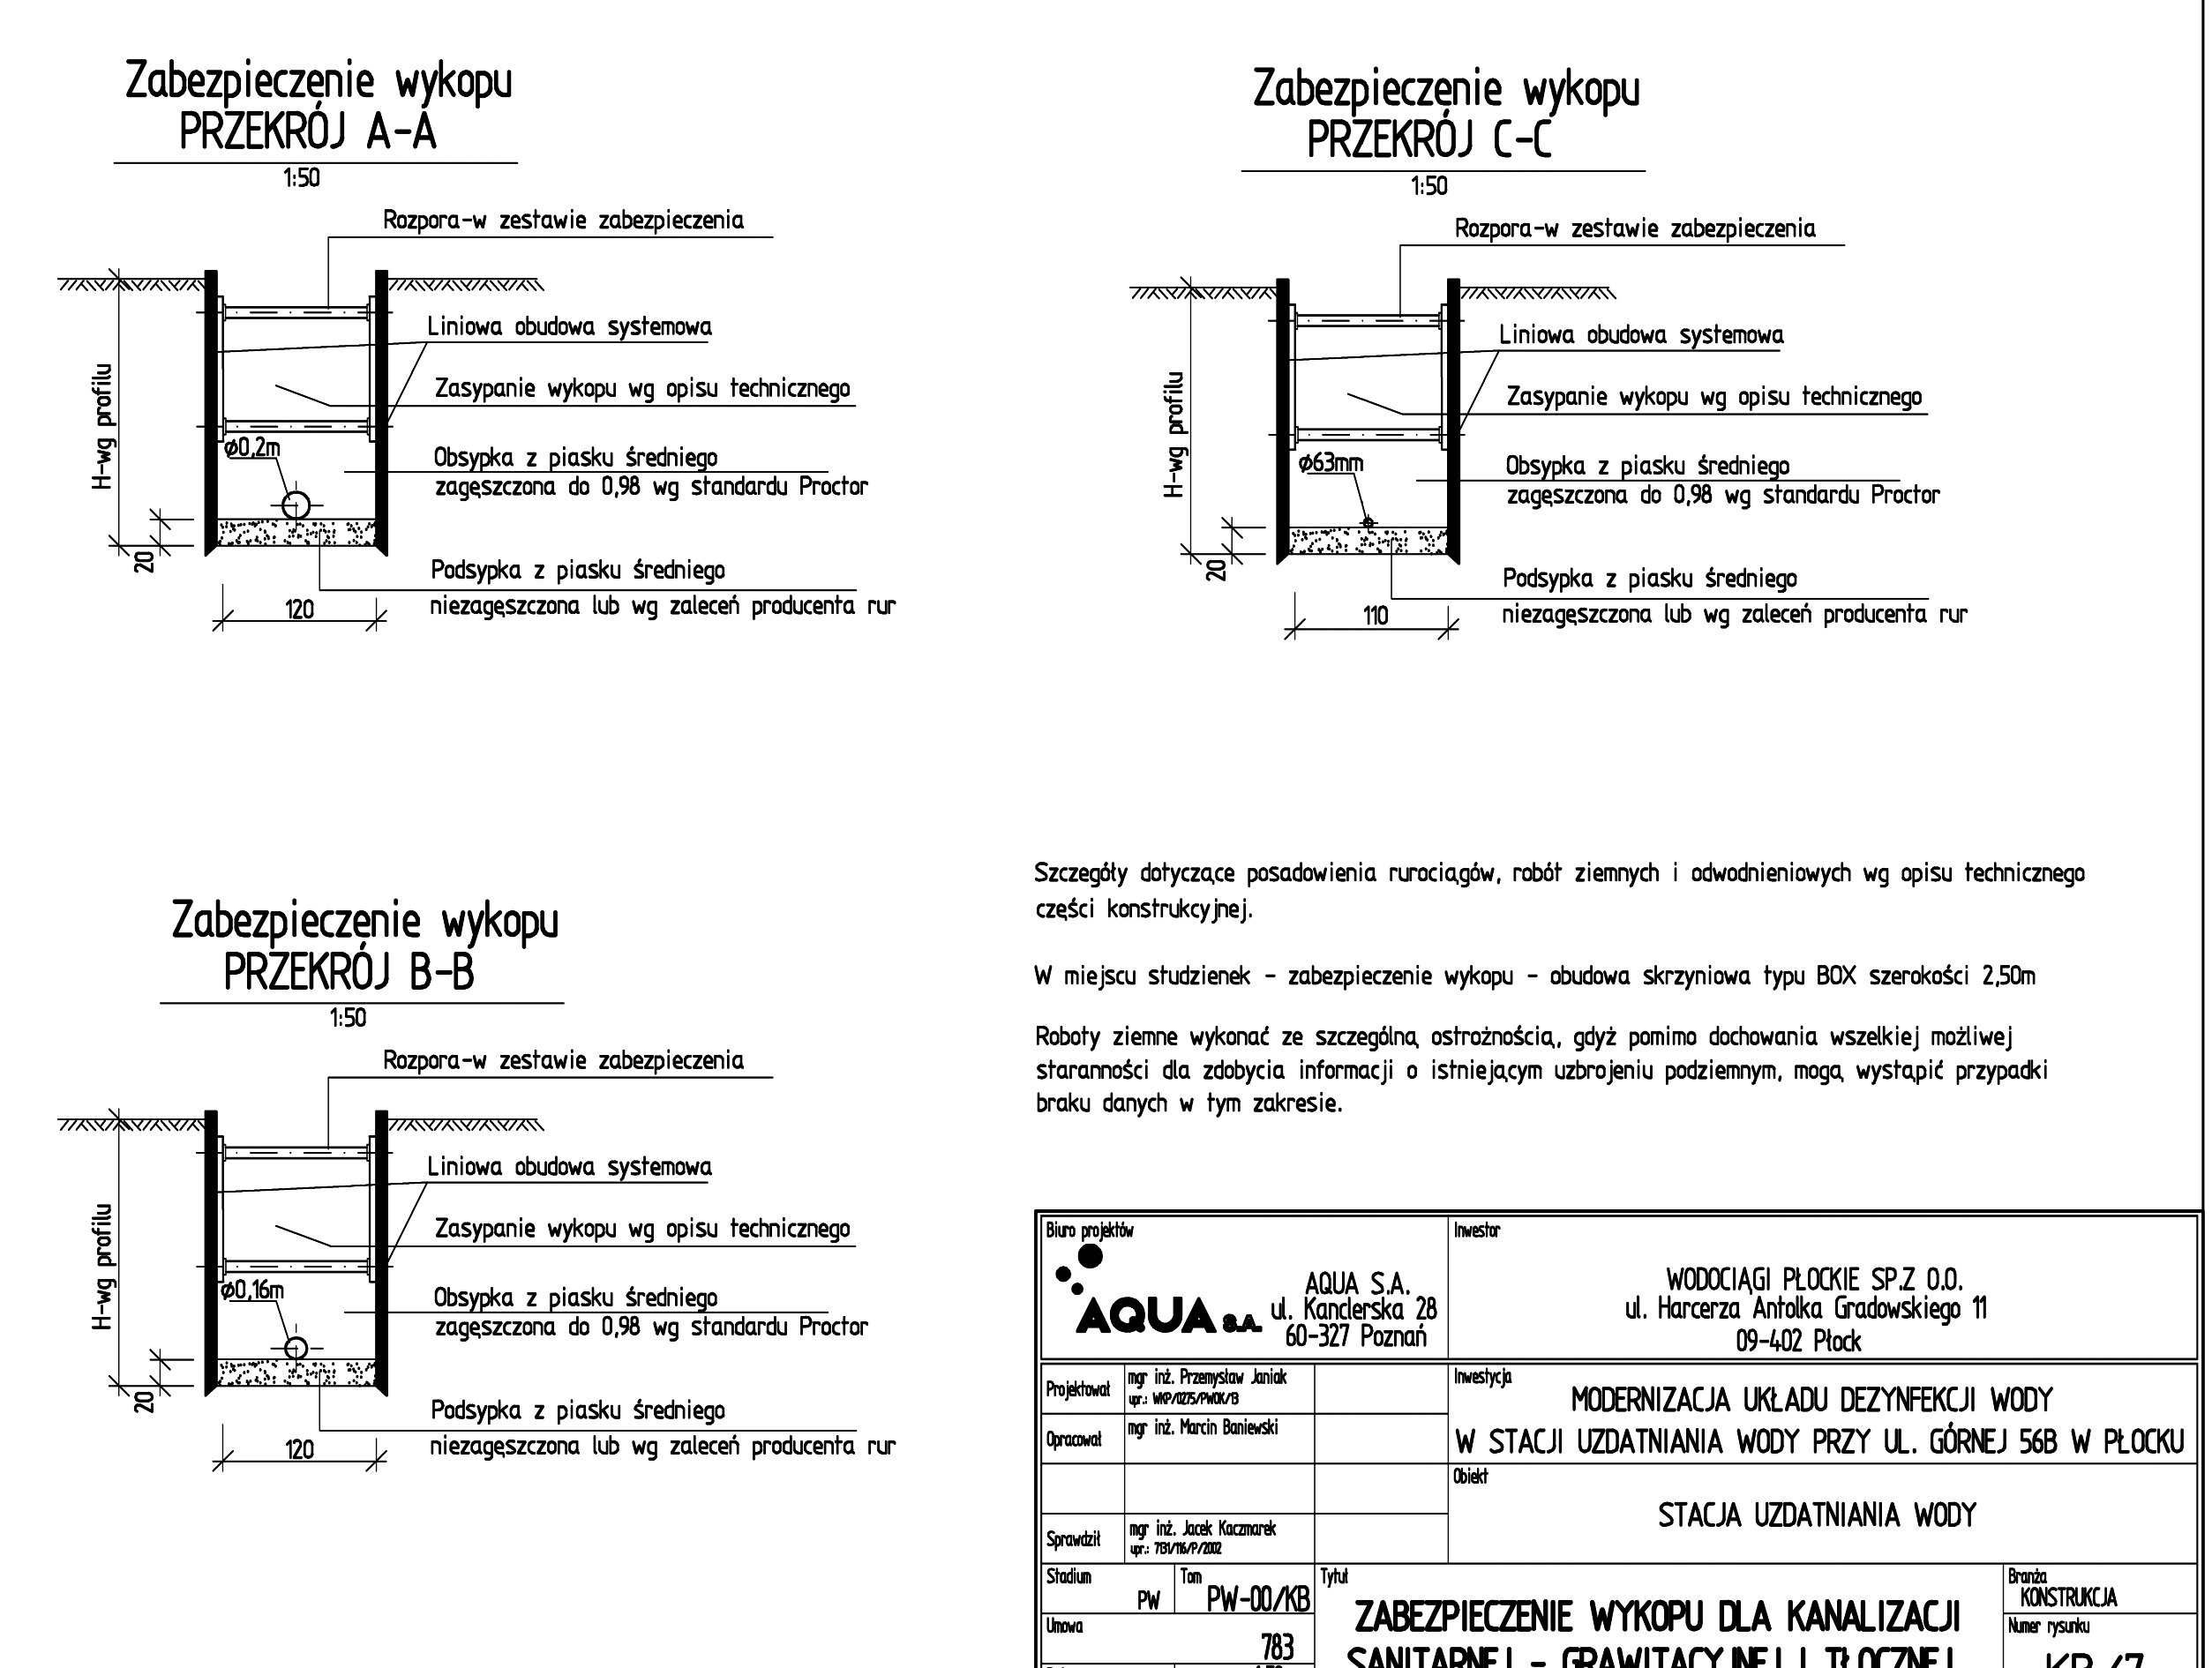 Zabezpieczenie wykopu
PRZEKRÓJ A-A
1:50
Rozpora-w zestawie zabezpieczenia
Liniowa obudowa systemowa
Zasypanie wykopu wg opisu technicznego
H-wg profilu
ø0,2m
Obsypka z piasku średniego
zagęszczona do 0,98 wg standardu Proctor
20
Podsypka z piasku średniego
niezagęszczona lub wg zaleceń producenta rur
120
Zabezpieczenie wykopu
PRZEKRÓJ C-C
1:50
Rozpora-w zestawie zabezpieczenia
Liniowa obudowa systemowa
Zasypanie wykopu wg opisu technicznego
H-wg profilu
ø63mm
Obsypka z piasku średniego
zagęszczona do 0,98 wg standardu Proctor
20
Podsypka z piasku średniego
niezagęszczona lub wg zaleceń producenta rur
110
Zabezpieczenie wykopu
PRZEKRÓJ B-B
1:50
Rozpora-w zestawie zabezpieczenia
Liniowa obudowa systemowa
Zasypanie wykopu wg opisu technicznego
H-wg profilu
ø0,16m
Obsypka z piasku średniego
zagęszczona do 0,98 wg standardu Proctor
20
Podsypka z piasku średniego
niezagęszczona lub wg zaleceń producenta rur
120
Szczegóły dotyczące posadowienia rurociągów, robót ziemnych i odwodnieniowych wg opisu technicznego
części konstrukcyjnej.
W miejscu studzienek - zabezpieczenie wykopu - obudowa skrzyniowa typu BOX szerokości 2,50m
Roboty ziemne wykonać ze szczególną ostrożnością, gdyż pomimo dochowania wszelkiej możliwej
staranności dla zdobycia informacji o istniejącym uzbrojeniu podziemnym, mogą wystąpić przypadki
braku danych w tym zakresie.
Biuro projektów
AQUA S.A.
AQUA S.A.
ul. Kanclerska 28
60-327 Poznań
Inwestor
WODOCIĄGI PŁOCKIE SP.Z O.O.
ul. Harcerza Antolka Gradowskiego 11
09-402 Płock
Projektował
mgr inż. Przemysław Janiak
upr.: WKP/0275/PWOK/13
Opracował
mgr inż. Marcin Baniewski
Sprawdził
mgr inż. Jacek Kaczmarek
upr.: 7131/116/P/2002
Inwestycja
MODERNIZACJA UKŁADU DEZYNFEKCJI WODY
W STACJI UZDATNIANIA WODY PRZY UL. GÓRNEJ 56B W PŁOCKU
Obiekt
STACJA UZDATNIANIA WODY
Stadium
PW
Tom
PW-00/KB
Umowa
783
Tytuł
ZABEZPIECZENIE WYKOPU DLA KANALIZACJI
SANITARNEJ - GRAWITACYJNEJ I TŁOCZNEJ
Branża
KONSTRUKCJA
Numer rysunku